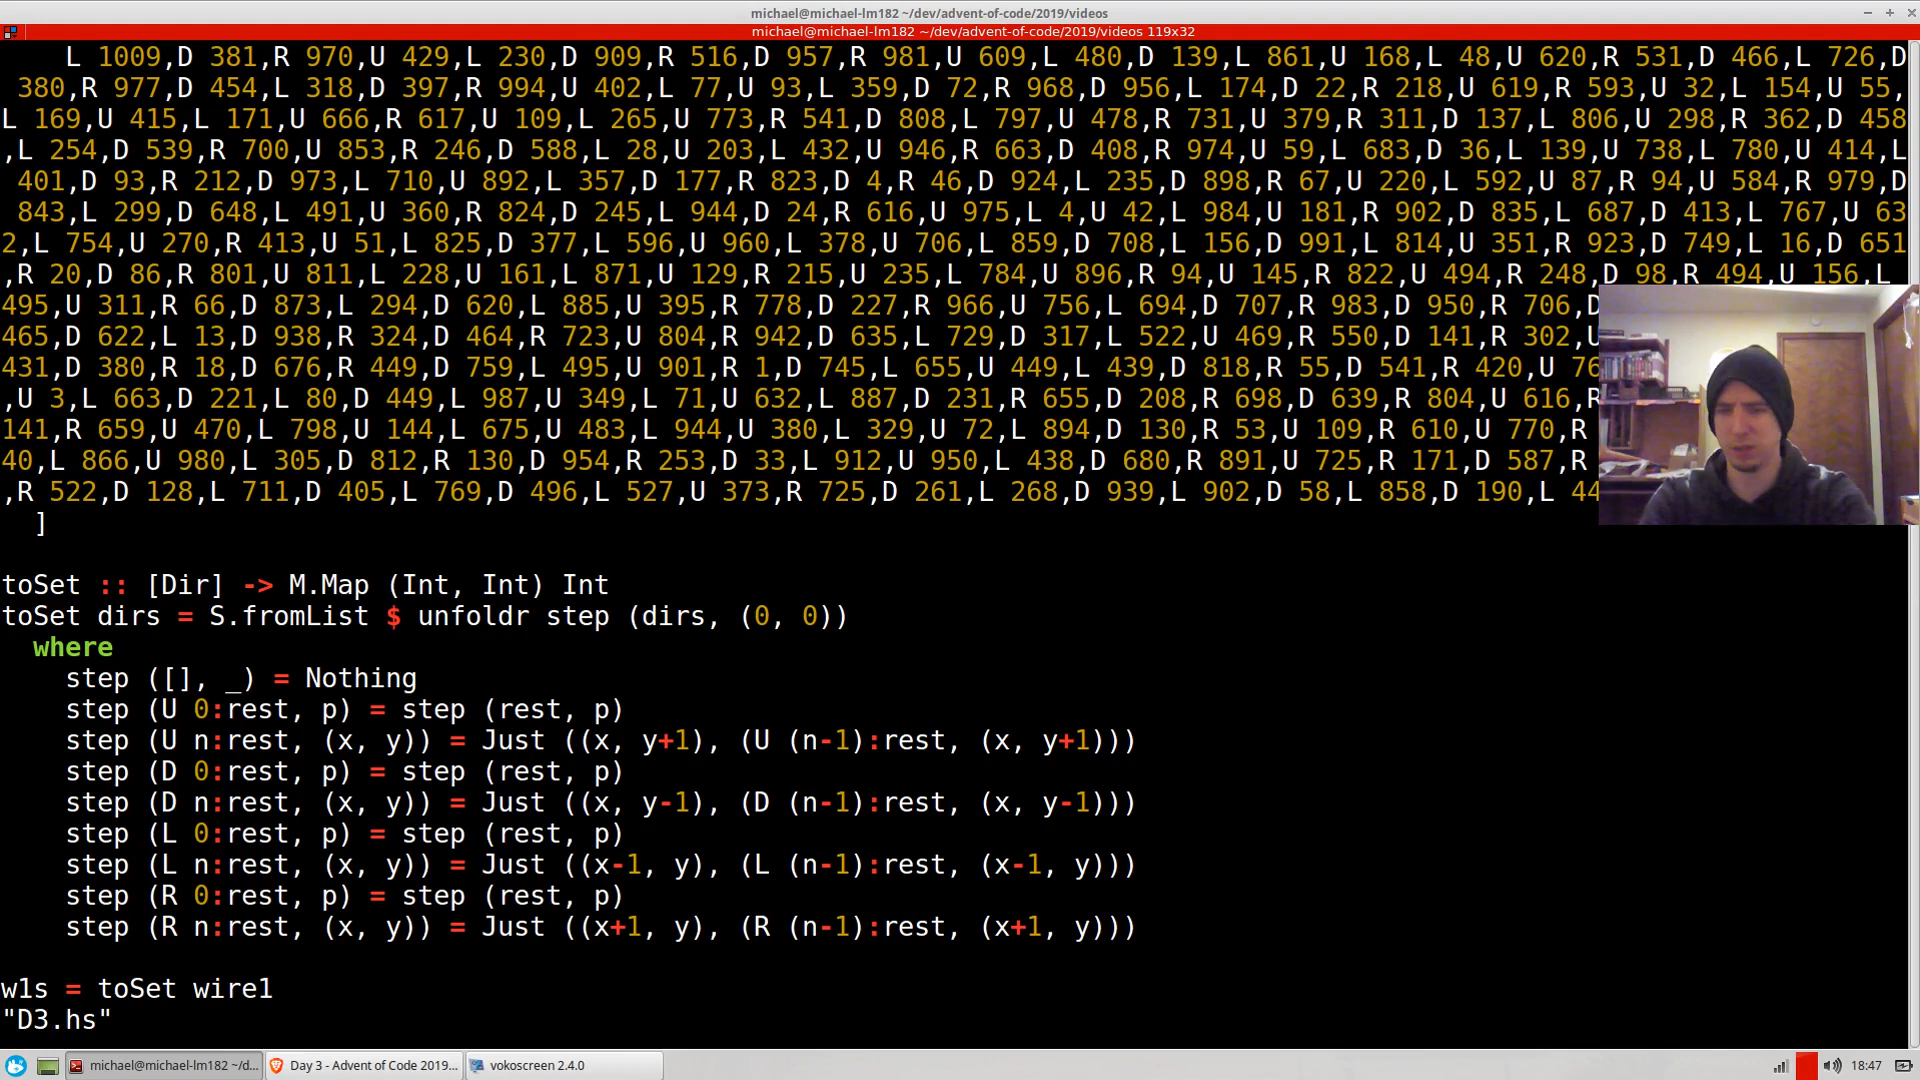 michael@michael-lm182 ~/dev/advent-of-code/2019/videos
michael@michael-lm182 ~/dev/advent-of-code/2019/videos 119x32
L 1009,D 381,R 970,U 429,L 230,D 909,R 516,D 957,R 981,U 609,L 480,D 139,L 861,U 168,L 48,U 620,R 531,D 466,L 726,D
380,R 977,D 454,L 318,D 397,R 994,U 402,L 77,U 93,L 359,D 72,R 968,D 956,L 174,D 22,R 218,U 619,R 593,U 32,L 154,U 55,
L 169,U 415,L 171,U 666,R 617,U 109,L 265,U 773,R 541,D 808,L 797,U 478,R 731,U 379,R 311,D 137,L 806,U 298,R 362,D 458
,L 254,D 539,R 700,U 853,R 246,D 588,L 28,U 203,L 432,U 946,R 663,D 408,R 974,U 59,L 683,D 36,L 139,U 738,L 780,U 414,L
401,D 93,R 212,D 973,L 710,U 892,L 357,D 177,R 823,D 4,R 46,D 924,L 235,D 898,R 67,U 220,L 592,U 87,R 94,U 584,R 979,D
843,L 299,D 648,L 491,U 360,R 824,D 245,L 944,D 24,R 616,U 975,L 4,U 42,L 984,U 181,R 902,D 835,L 687,D 413,L 767,U 63
2,L 754,U 270,R 413,U 51,L 825,D 377,L 596,U 960,L 378,U 706,L 859,D 708,L 156,D 991,L 814,U 351,R 923,D 749,L 16,D 651
,R 20,D 86,R 801,U 811,L 228,U 161,L 871,U 129,R 215,U 235,L 784,U 896,R 94,U 145,R 822,U 494,R 248,D 98,R 494,U 156,L
495,U 311,R 66,D 873,L 294,D 620,L 885,U 395,R 778,D 227,R 966,U 756,L 694,D 707,R 983,D 950,R 706,D
465,D 622,L 13,D 938,R 324,D 464,R 723,U 804,R 942,D 635,L 729,D 317,L 522,U 469,R 550,D 141,R 302,U
431,D 380,R 18,D 676,R 449,D 759,L 495,U 901,R 1,D 745,L 655,U 449,L 439,D 818,R 55,D 541,R 420,U 76
,U 3,L 663,D 221,L 80,D 449,L 987,U 349,L 71,U 632,L 887,D 231,R 655,D 208,R 698,D 639,R 804,U 616,R
141,R 659,U 470,L 798,U 144,L 675,U 483,L 944,U 380,L 329,U 72,L 894,D 130,R 53,U 109,R 610,U 770,R
40,L 866,U 980,L 305,D 812,R 130,D 954,R 253,D 33,L 912,U 950,L 438,D 680,R 891,U 725,R 171,D 587,R
,R 522,D 128,L 711,D 405,L 769,D 496,L 527,U 373,R 725,D 261,L 268,D 939,L 902,D 58,L 858,D 190,L 44
]
toSet :: [Dir] -> M.Map (Int, Int) Int
toSet dirs = S.fromList $ unfoldr step (dirs, (0, 0))
where
step ([], _) = Nothing
step (U 0:rest, p) = step (rest, p)
step (U n:rest, (x, y)) = Just ((x, y+1), (U (n-1):rest, (x, y+1)))
step (D 0:rest, p) = step (rest, p)
step (D n:rest, (x, y)) = Just ((x, y-1), (D (n-1):rest, (x, y-1)))
step (L 0:rest, p) = step (rest, p)
step (L n:rest, (x, y)) = Just ((x-1, y), (L (n-1):rest, (x-1, y)))
step (R 0:rest, p) = step (rest, p)
step (R n:rest, (x, y)) = Just ((x+1, y), (R (n-1):rest, (x+1, y)))
w1s = toSet wire1
"D3.hs"
michael@michael-lm182 ~/d...
Day 3 - Advent of Code 2019...
vokoscreen 2.4.0
18:47